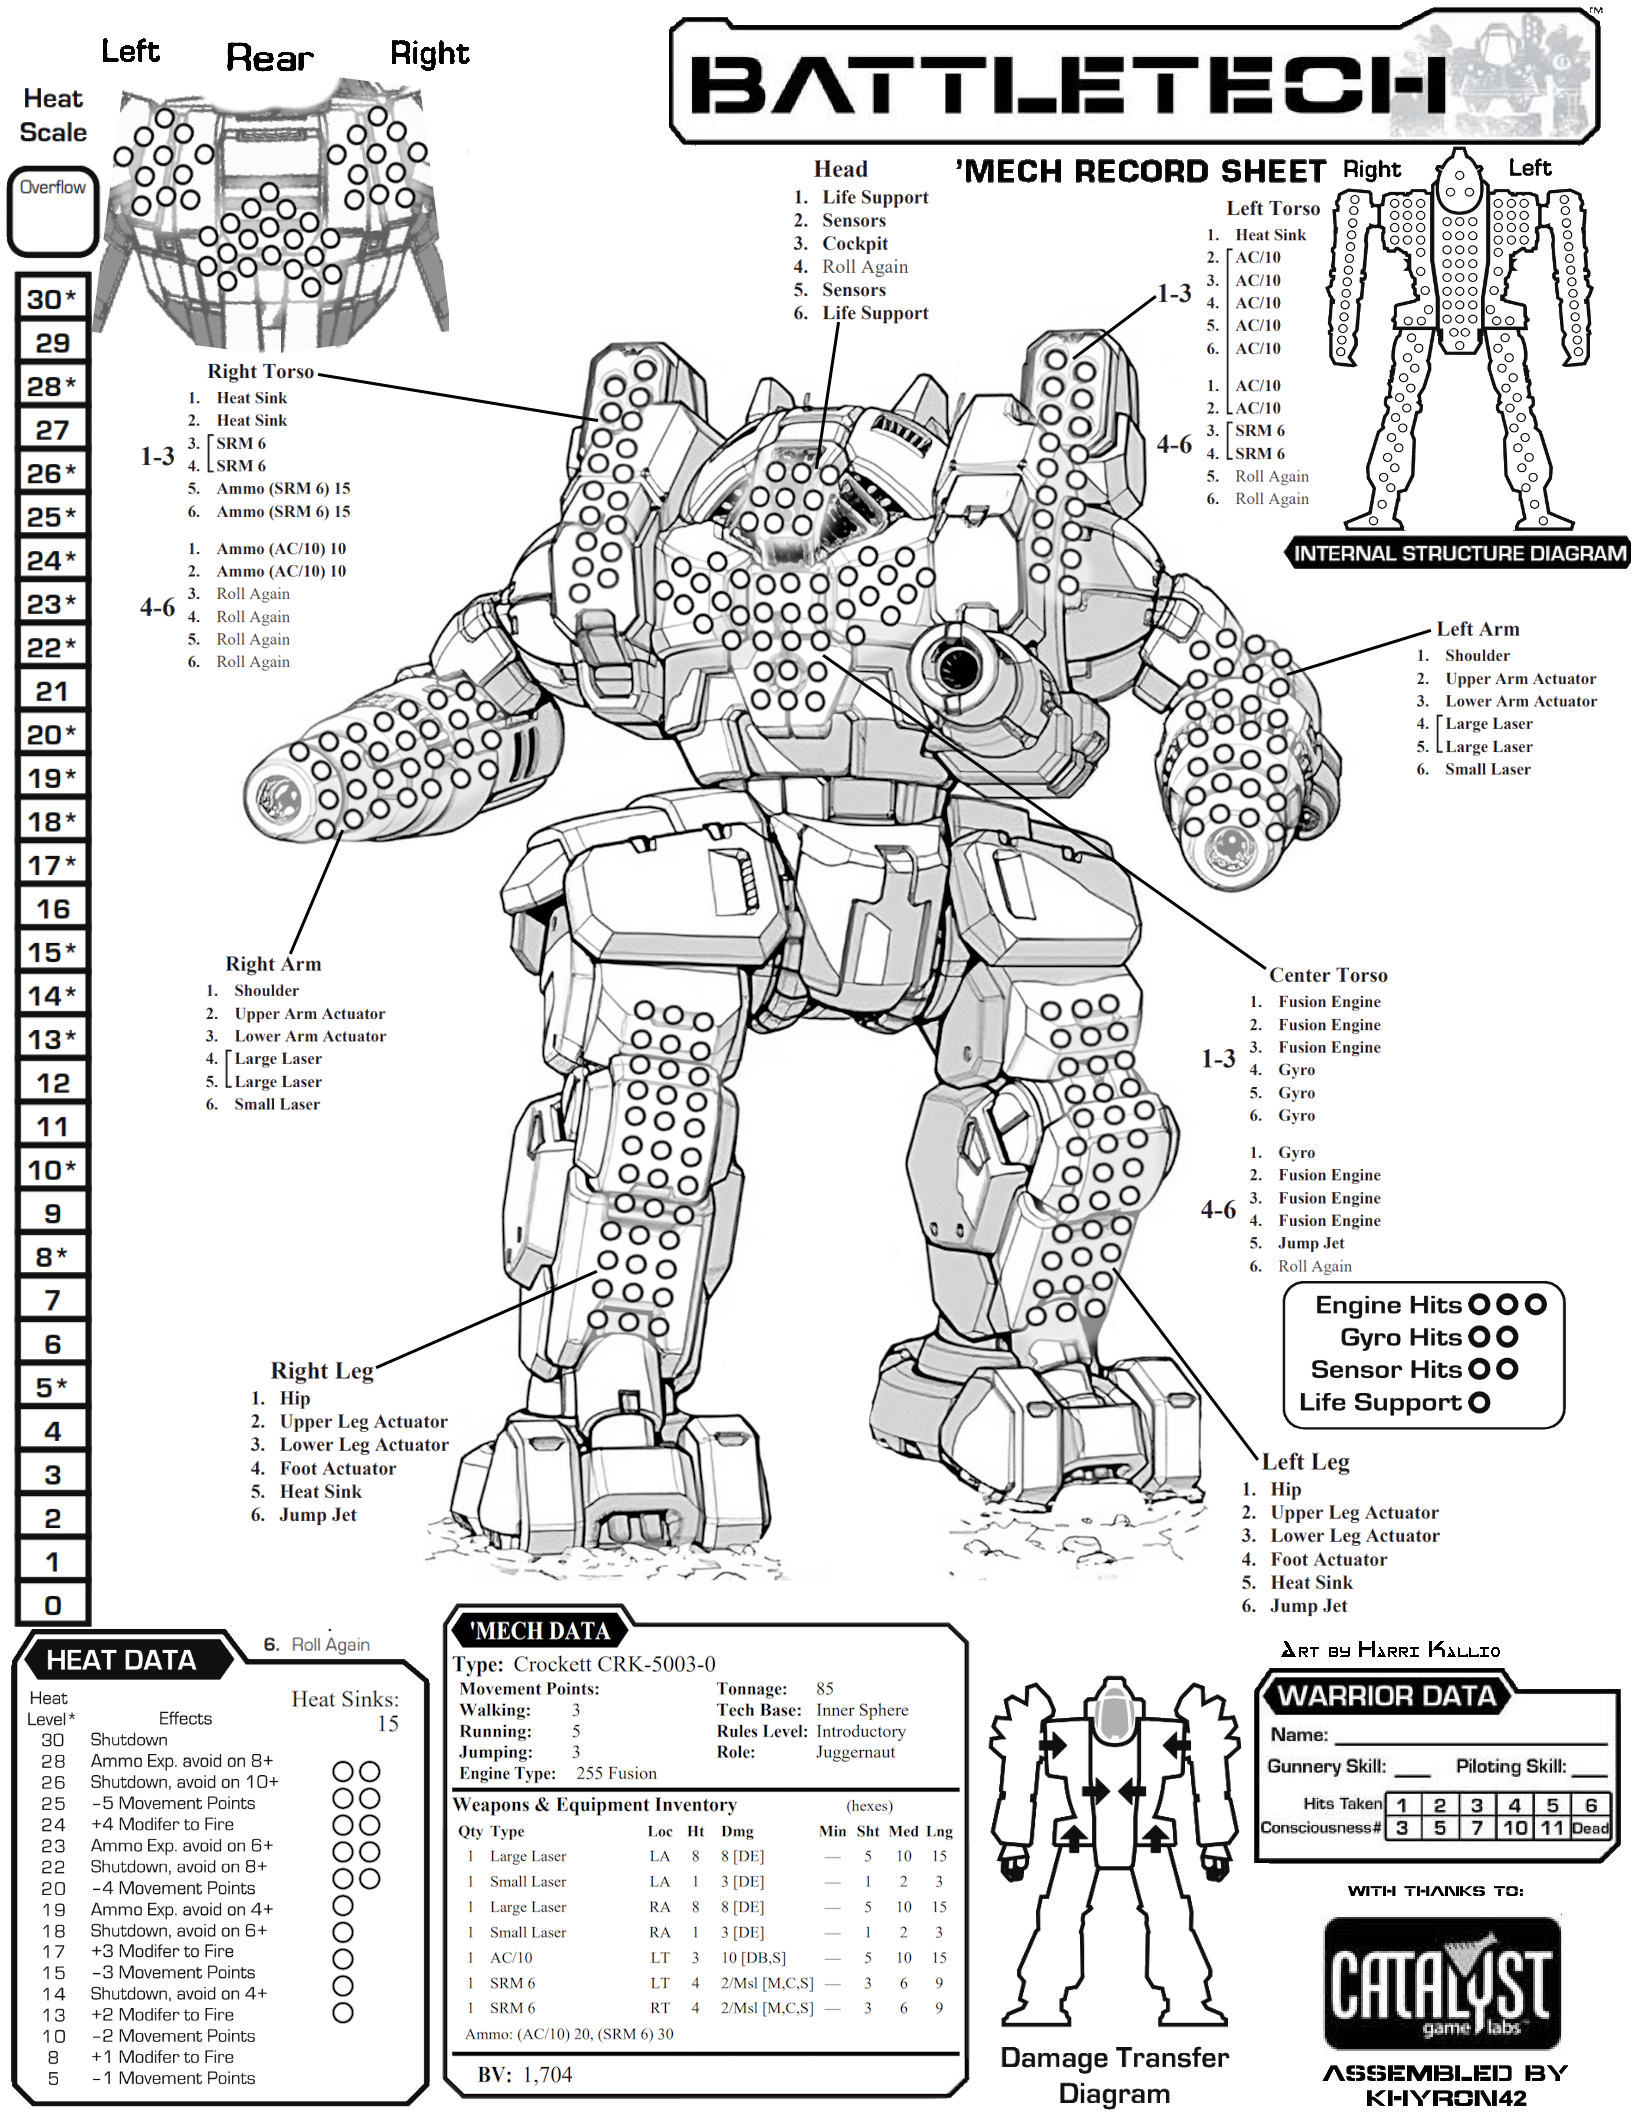 BATTLETECH
TM
'MECH RECORD SHEET
Left Rear Right
Heat
Scale
Overflow
30*
29
28*
27
26*
25*
24*
23*
22*
21
20*
19*
18*
17*
16
15*
14*
13*
12
11
10*
9
8*
7
6
5*
4
3
2
1
0
Head
1. Life Support
2. Sensors
3. Cockpit
4. Roll Again
5. Sensors
6. Life Support
Right Left
Left Torso
1. Heat Sink
2. AC/10
1-3 3. AC/10
4. AC/10
5. AC/10
6. AC/10
1. AC/10
2. AC/10
4-6 3. SRM 6
4. SRM 6
5. Roll Again
6. Roll Again
INTERNAL STRUCTURE DIAGRAM
Right Torso
1. Heat Sink
2. Heat Sink
1-3 3. SRM 6
4. SRM 6
5. Ammo (SRM 6) 15
6. Ammo (SRM 6) 15
1. Ammo (AC/10) 10
2. Ammo (AC/10) 10
4-6 3. Roll Again
4. Roll Again
5. Roll Again
6. Roll Again
Left Arm
1. Shoulder
2. Upper Arm Actuator
3. Lower Arm Actuator
4. Large Laser
5. Large Laser
6. Small Laser
Right Arm
1. Shoulder
2. Upper Arm Actuator
3. Lower Arm Actuator
4. Large Laser
5. Large Laser
6. Small Laser
Center Torso
1. Fusion Engine
2. Fusion Engine
1-3 3. Fusion Engine
4. Gyro
5. Gyro
6. Gyro
1. Gyro
2. Fusion Engine
4-6 3. Fusion Engine
4. Fusion Engine
5. Jump Jet
6. Roll Again
Engine Hits
Gyro Hits
Sensor Hits
Life Support
Right Leg
1. Hip
2. Upper Leg Actuator
3. Lower Leg Actuator
4. Foot Actuator
5. Heat Sink
6. Jump Jet
Left Leg
1. Hip
2. Upper Leg Actuator
3. Lower Leg Actuator
4. Foot Actuator
5. Heat Sink
6. Jump Jet
6. Roll Again
HEAT DATA
Heat
Level* Effects
Heat Sinks:
15
30 Shutdown
28 Ammo Exp. avoid on 8+
26 Shutdown, avoid on 10+
25 -5 Movement Points
24 +4 Modifer to Fire
23 Ammo Exp. avoid on 6+
22 Shutdown, avoid on 8+
20 -4 Movement Points
19 Ammo Exp. avoid on 4+
18 Shutdown, avoid on 6+
17 +3 Modifer to Fire
15 -3 Movement Points
14 Shutdown, avoid on 4+
13 +2 Modifer to Fire
10 -2 Movement Points
8 +1 Modifer to Fire
5 -1 Movement Points
'MECH DATA
Type: Crockett CRK-5003-0
Movement Points: Tonnage: 85
Walking: 3 Tech Base: Inner Sphere
Running: 5 Rules Level: Introductory
Jumping: 3 Role: Juggernaut
Engine Type: 255 Fusion
Weapons & Equipment Inventory (hexes)
Qty Type Loc Ht Dmg Min Sht Med Lng
1 Large Laser LA 8 8 [DE] — 5 10 15
1 Small Laser LA 1 3 [DE] — 1 2 3
1 Large Laser RA 8 8 [DE] — 5 10 15
1 Small Laser RA 1 3 [DE] — 1 2 3
1 AC/10 LT 3 10 [DB,S] — 5 10 15
1 SRM 6 LT 4 2/Msl [M,C,S] — 3 6 9
1 SRM 6 RT 4 2/Msl [M,C,S] — 3 6 9
Ammo: (AC/10) 20, (SRM 6) 30
BV: 1,704
Damage Transfer
Diagram
Art by Harri Kallio
WARRIOR DATA
Name:
Gunnery Skill: Piloting Skill:
Hits Taken 1 2 3 4 5 6
Consciousness# 3 5 7 10 11 Dead
WITH THANKS TO:
CATALYST
game labs
ASSEMBLED BY
KHYRON42